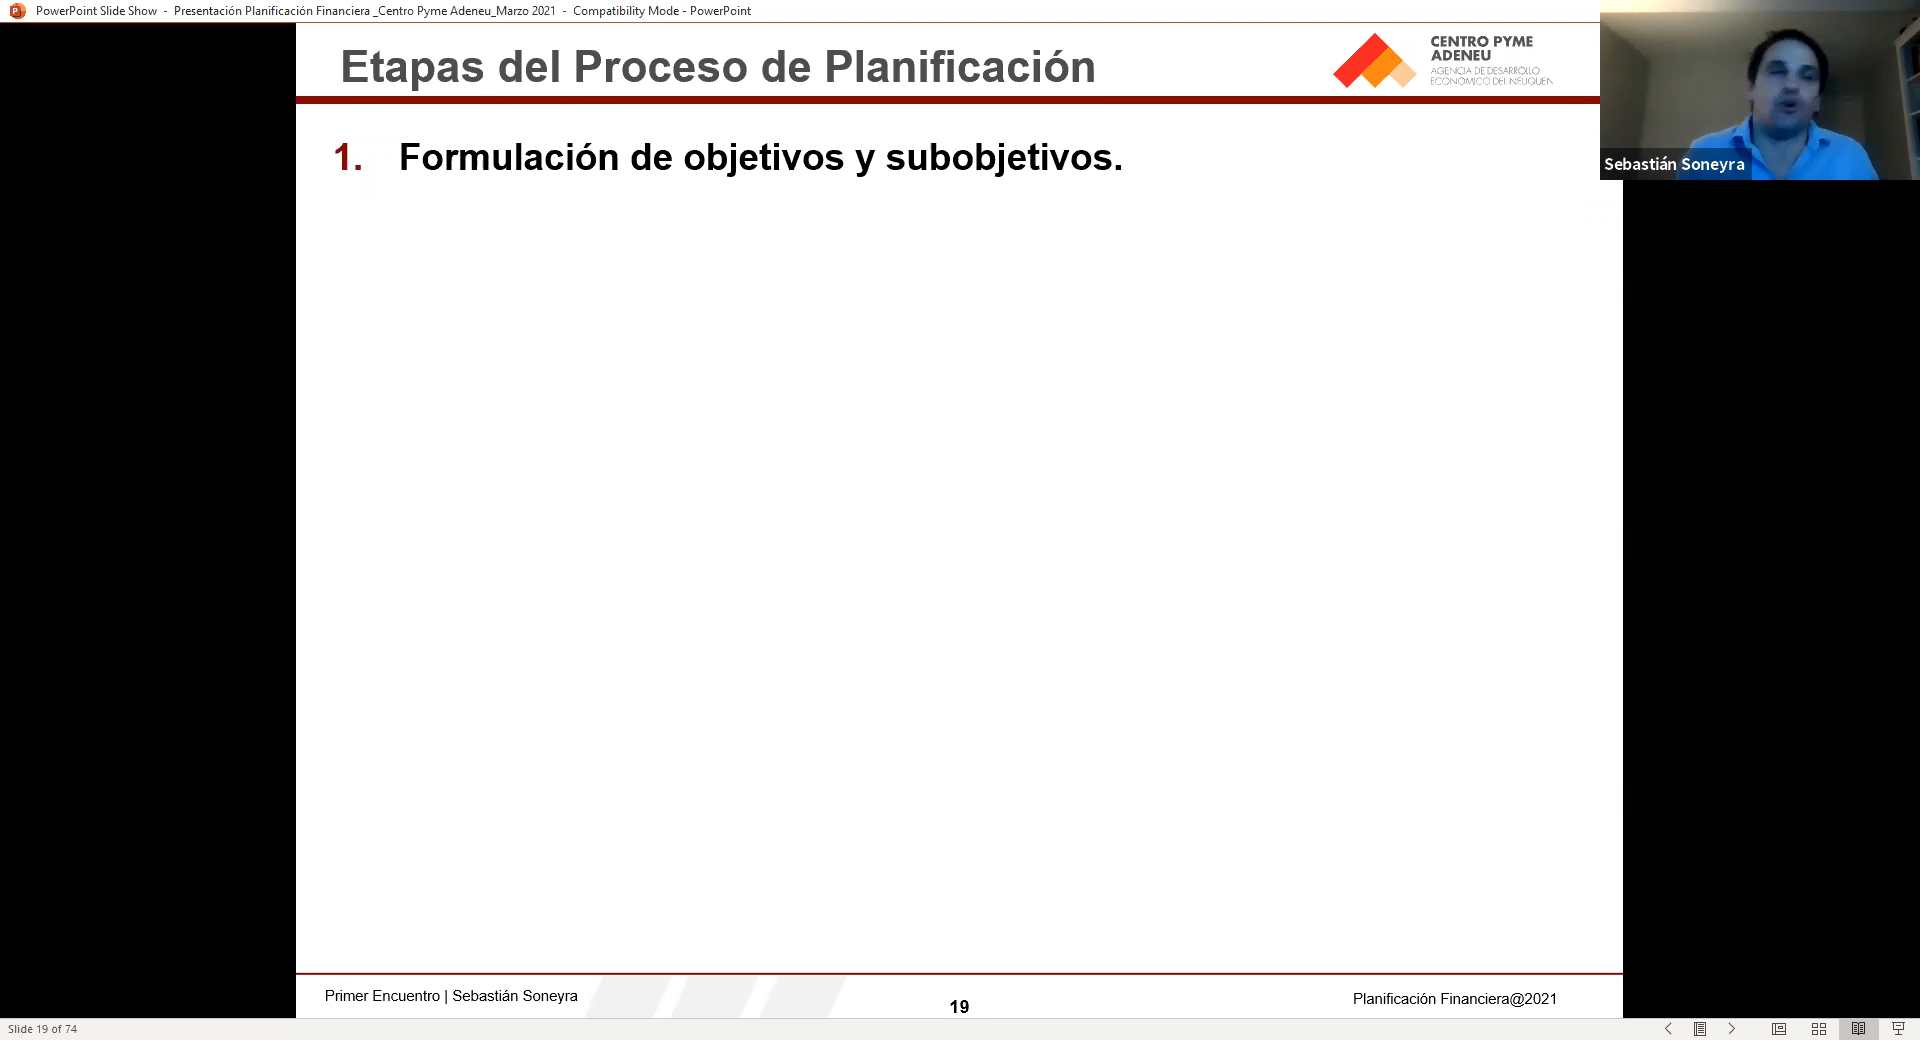 PowerPoint Slide Show - Presentación Planificación Financiera _Centro Pyme Adeneu_Marzo 2021 - Compatibility Mode - PowerPoint
Etapas del Proceso de Planificación
CENTRO PYME
ADENEU
AGENCIA DE DESARROLLO
ECONOMICO DEL NEUQUEN
Sebastián Soneyra
1. Formulación de objetivos y subobjetivos.
Primer Encuentro | Sebastián Soneyra
19
Planificación Financiera@2021
Slide 19 of 74